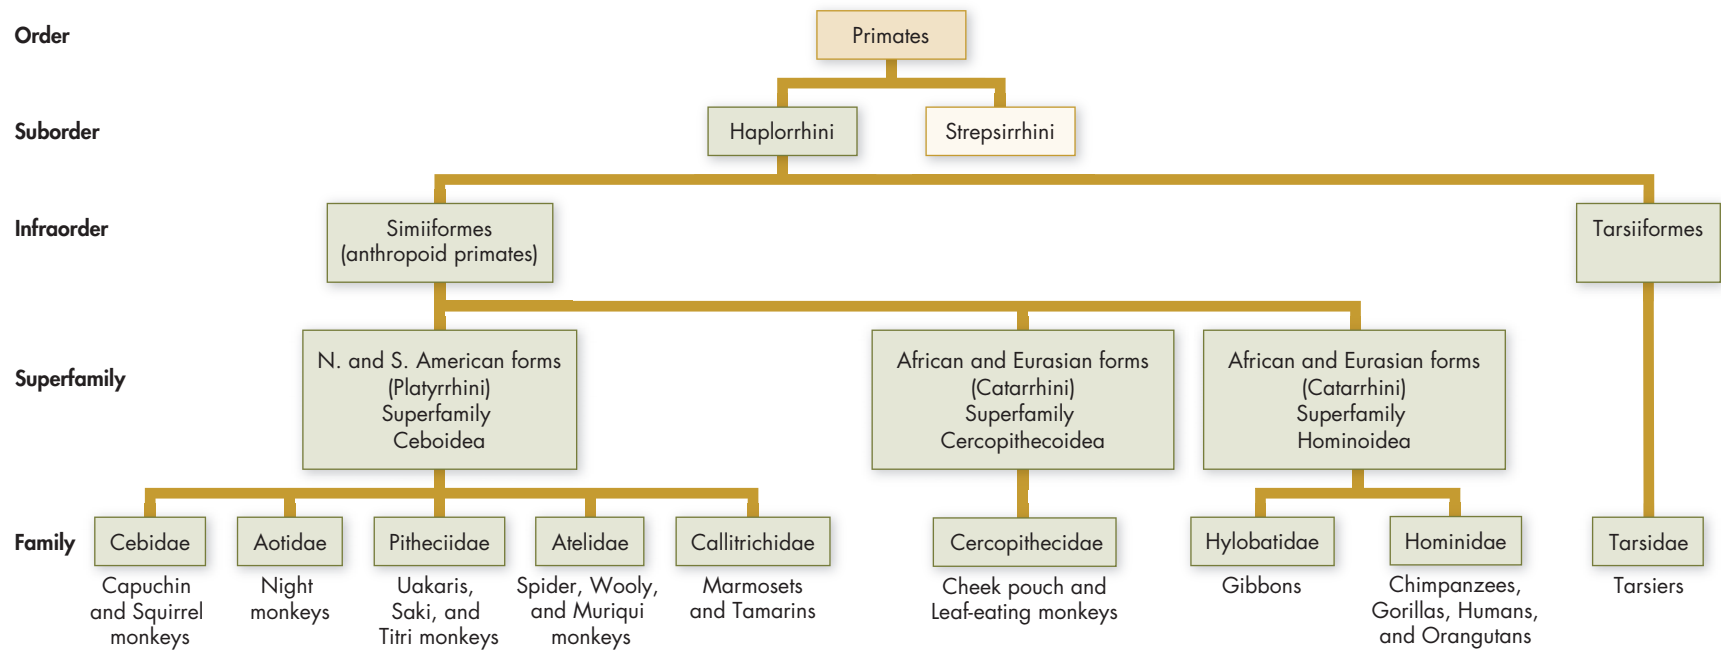 Order
Primates
Suborder
Haplorrhini
Strepsirrhini
Infraorder
Simiiformes
(anthropoid primates)
Tarsiiformes
Superfamily
N. and S. American forms
(Platyrrhini)
Superfamily
Ceboidea
African and Eurasian forms
(Catarrhini)
Superfamily
Cercopithecoidea
African and Eurasian forms
(Catarrhini)
Superfamily
Hominoidea
Family
Cebidae
Capuchin
and Squirrel
monkeys
Aotidae
Night
monkeys
Pitheciidae
Uakaris,
Saki, and
Titri monkeys
Atelidae
Spider, Wooly,
and Muriqui
monkeys
Callitrichidae
Marmosets
and Tamarins
Cercopithecidae
Cheek pouch and
Leaf-eating monkeys
Hylobatidae
Gibbons
Hominidae
Chimpanzees,
Gorillas, Humans,
and Orangutans
Tarsidae
Tarsiers